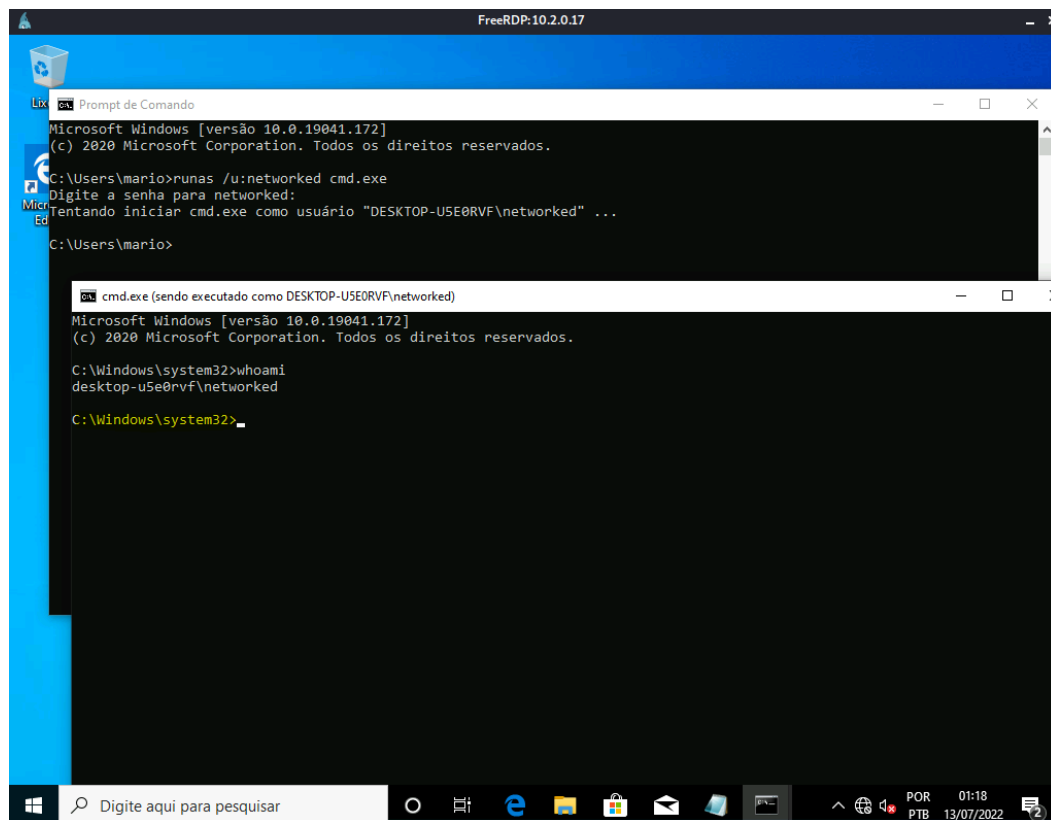 FreeRDP:10.2.0.17
Prompt de Comando
Microsoft Windows [versão 10.0.19041.172]
(c) 2020 Microsoft Corporation. Todos os direitos reservados.
C:\Users\mario>runas /u:networked cmd.exe
Digite a senha para networked:
Tentando iniciar cmd.exe como usuário "DESKTOP-U5E0RVF\networked" ...
C:\Users\mario>
Lix
Micr
Ed
cmd.exe (sendo executado como DESKTOP-U5E0RVF\networked)
Microsoft Windows [versão 10.0.19041.172]
(c) 2020 Microsoft Corporation. Todos os direitos reservados.
C:\Windows\system32>whoami
desktop-u5e0rvf\networked
C:\Windows\system32>
Digite aqui para pesquisar
POR
PTB
01:18
13/07/2022
2